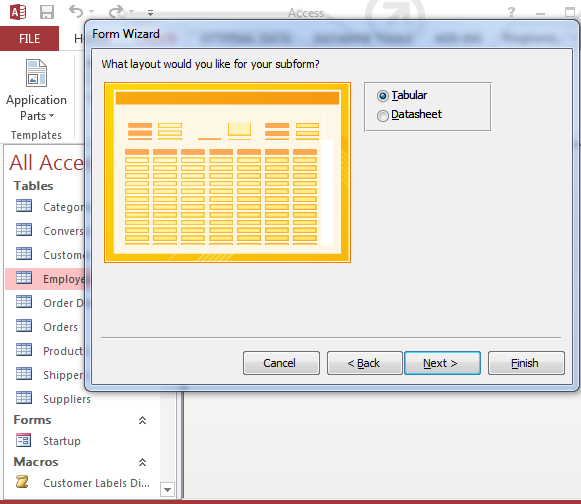 Access
FILE
Form Wizard
What layout would you like for your subform?
Tabular
Datasheet
Application
Parts
Templates
All Acce
Tables
Categor
Convers
Custome
Employe
Order D
Orders
Product
Shipper
Suppliers
Cancel
< Back
Next >
Finish
Forms
Startup
Macros
Customer Labels Di...